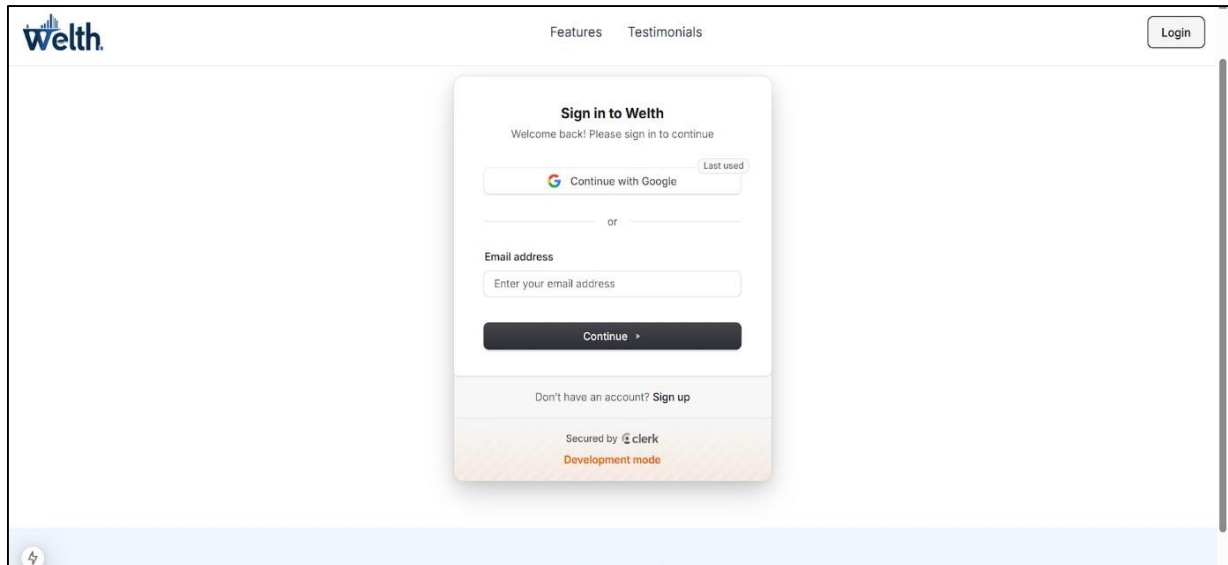 Welth.
Features Testimonials
Login
Sign in to Welth
Welcome back! Please sign in to continue
Last used
Continue with Google
or
Email address
Enter your email address
Continue
Don't have an account? Sign up
Secured by clerk
Development mode